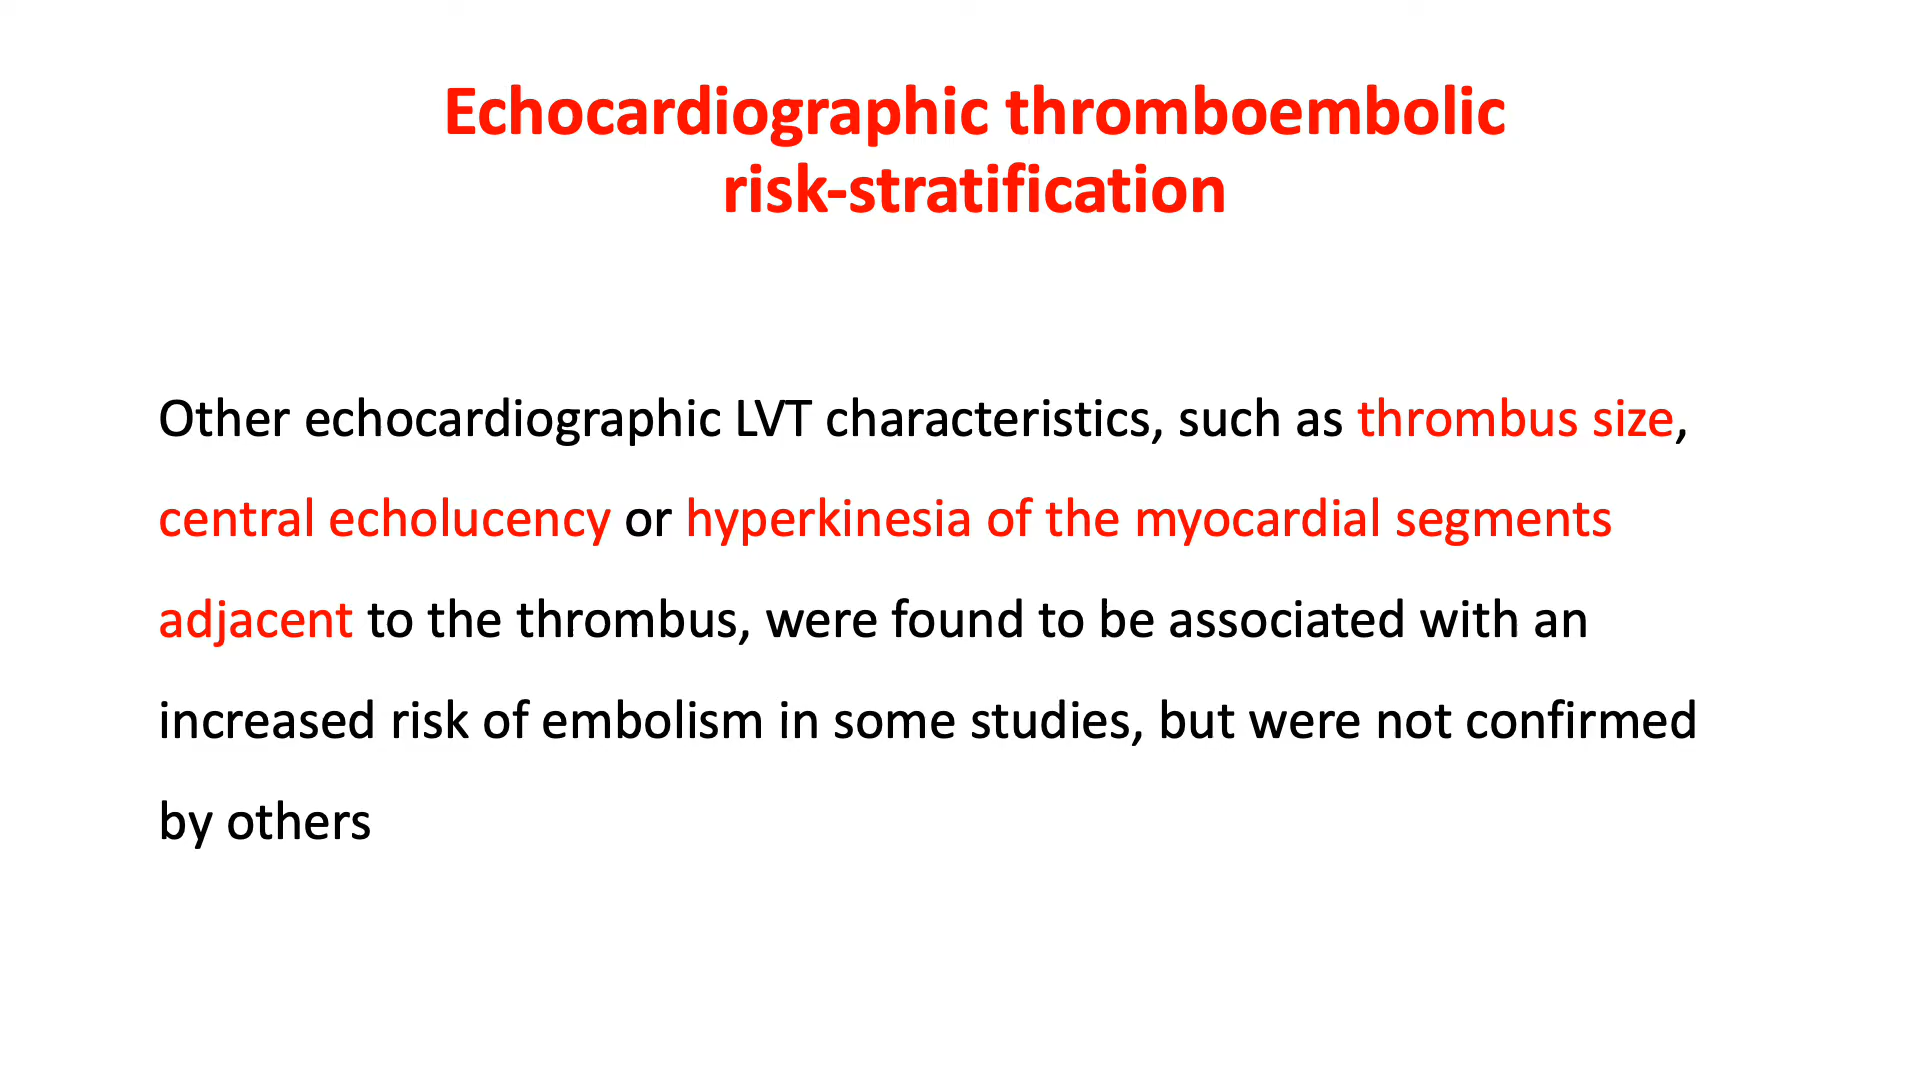 Echocardiographic thromboembolic
risk-stratification
Other echocardiographic LVT characteristics, such as thrombus size,
central echolucency or hyperkinesia of the myocardial segments
adjacent to the thrombus, were found to be associated with an
increased risk of embolism in some studies, but were not confirmed
by others